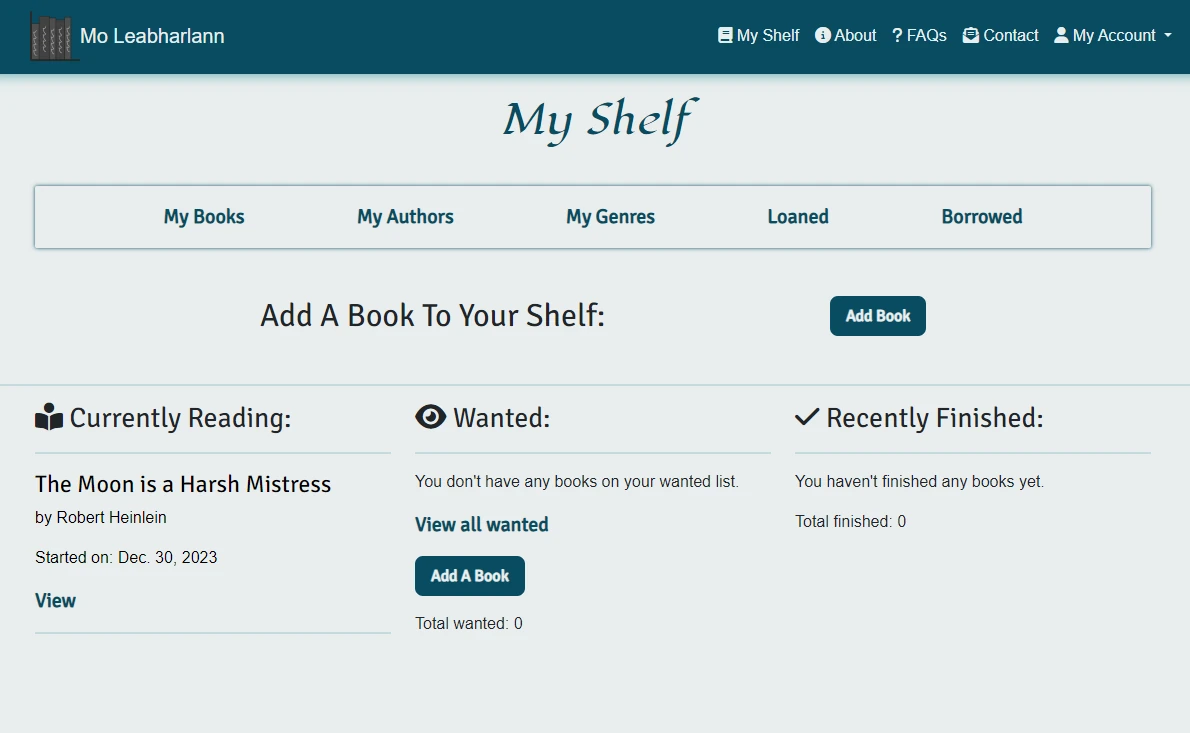 Mo Leabharlann
My Shelf About ? FAQs Contact My Account
My Shelf
My Books My Authors My Genres Loaned Borrowed
Add A Book To Your Shelf: Add Book
Currently Reading:
The Moon is a Harsh Mistress
by Robert Heinlein
Started on: Dec. 30, 2023
View
Wanted:
You don't have any books on your wanted list.
View all wanted
Add A Book
Total wanted: 0
Recently Finished:
You haven't finished any books yet.
Total finished: 0